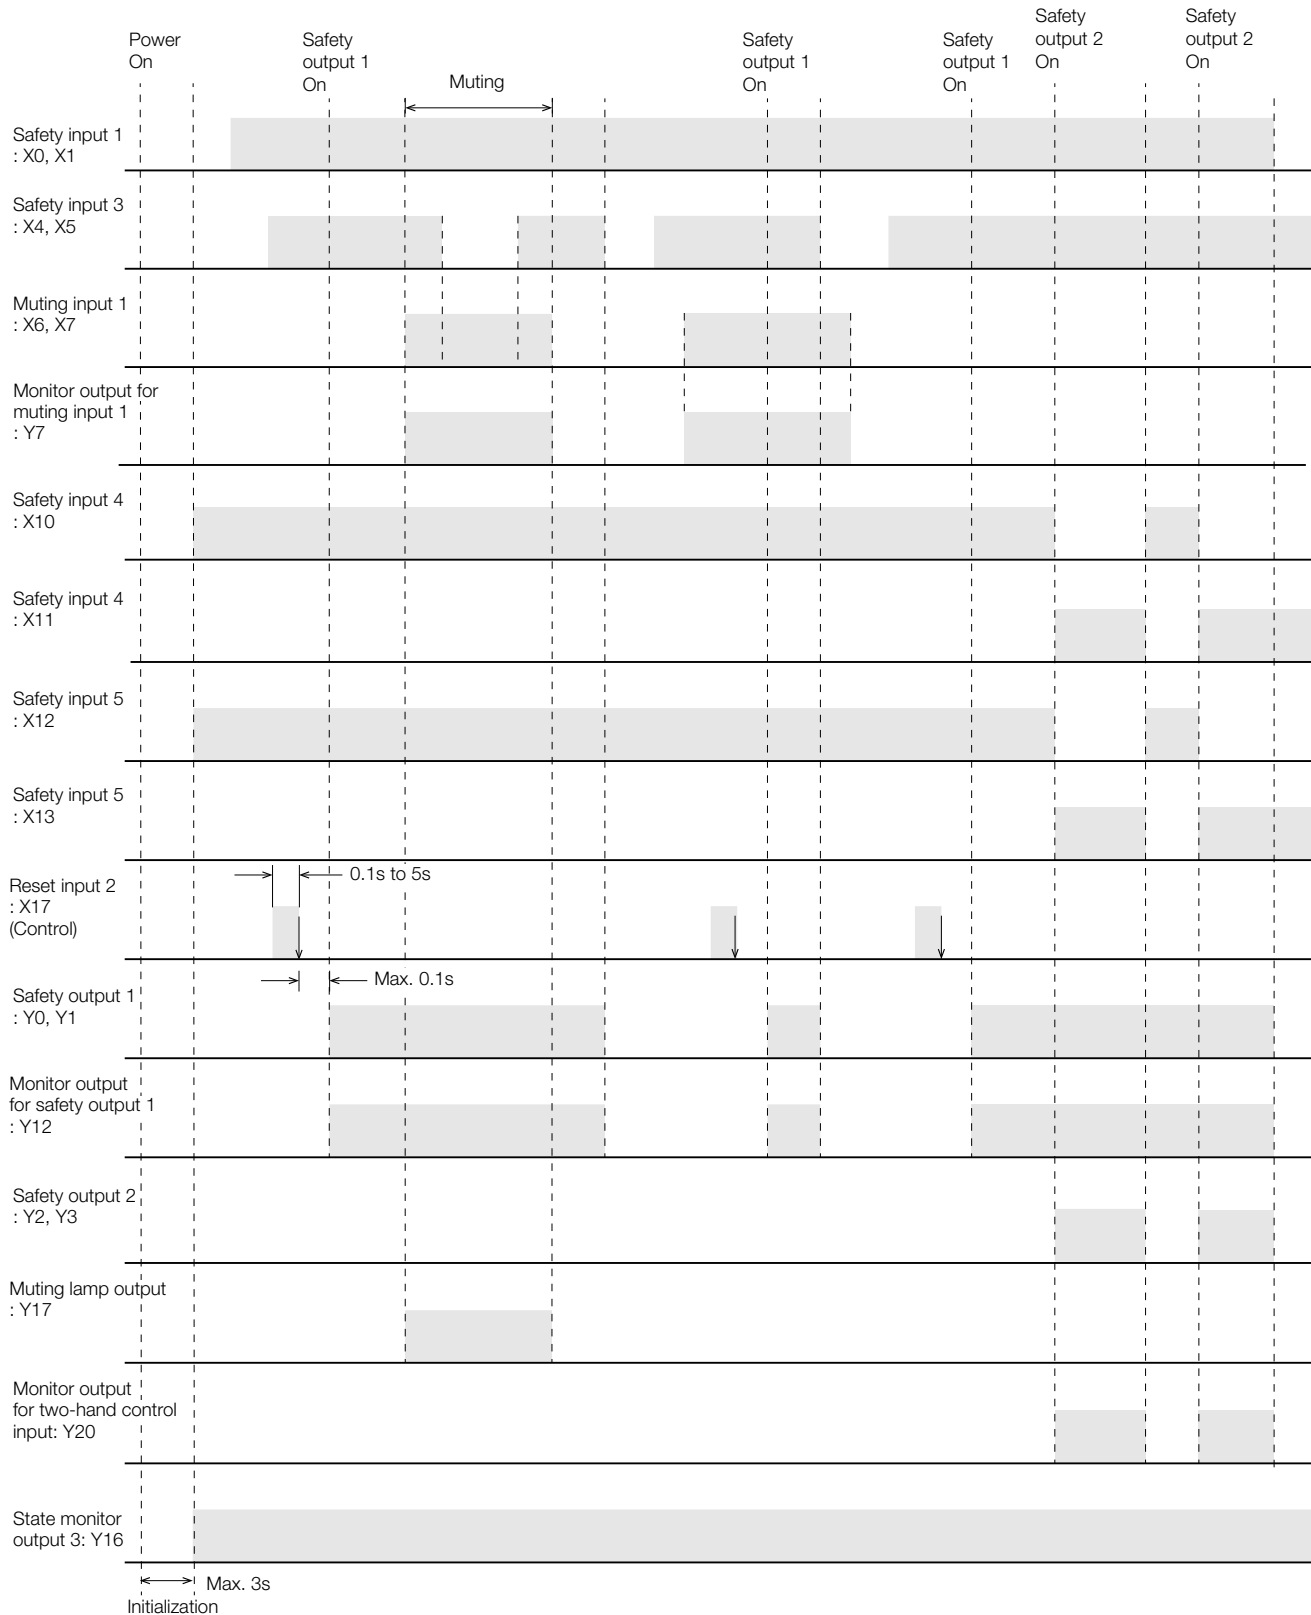 Power
On
Safety
output 1
On
Muting
Safety
output 1
On
Safety
output 1
On
Safety
output 2
On
Safety
output 2
On
Safety input 1
: X0, X1
Safety input 3
: X4, X5
Muting input 1
: X6, X7
Monitor output for
muting input 1
: Y7
Safety input 4
: X10
Safety input 4
: X11
Safety input 5
: X12
Safety input 5
: X13
0.1s to 5s
Reset input 2
: X17
(Control)
Max. 0.1s
Safety output 1
: Y0, Y1
Monitor output
for safety output 1
: Y12
Safety output 2
: Y2, Y3
Muting lamp output
: Y17
Monitor output
for two-hand control
input: Y20
State monitor
output 3: Y16
Max. 3s
Initialization